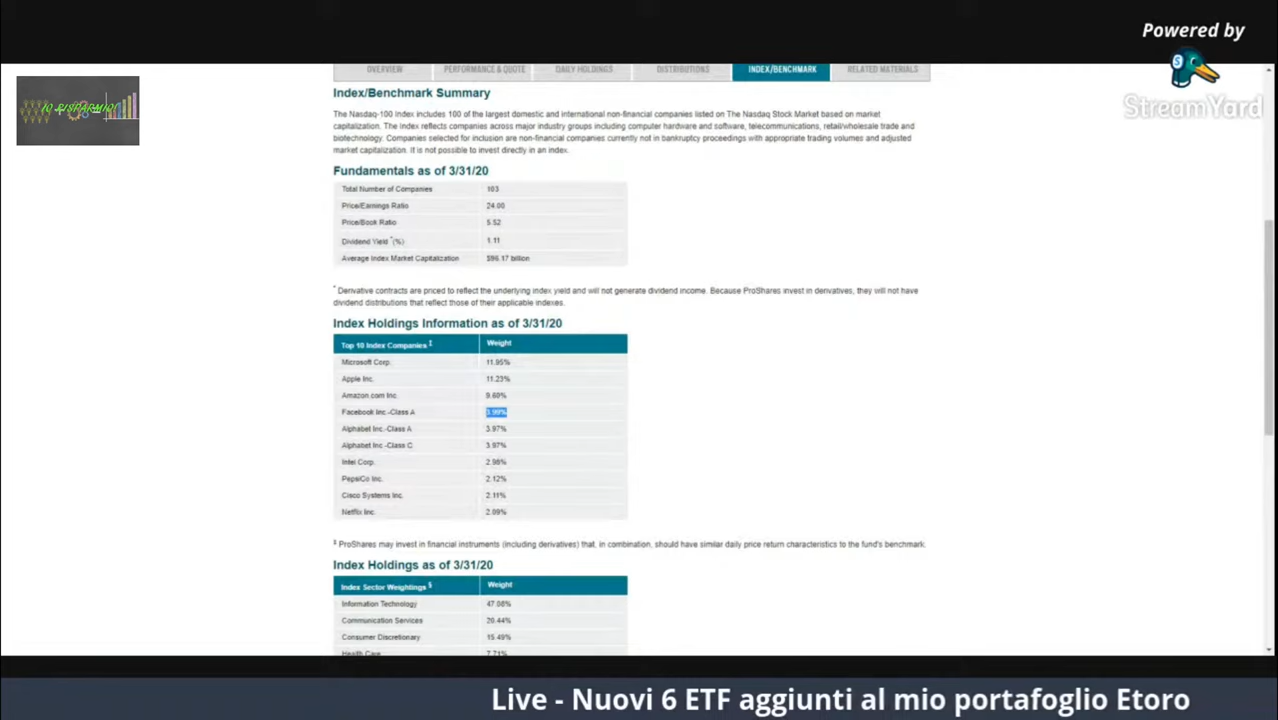 Powered by
StreamYard
IO RISPARMIO!
OVERVIEW PERFORMANCE & QUOTE DAILY HOLDINGS DISTRIBUTIONS INDEX/BENCHMARK RELATED MATERIALS
Index/Benchmark Summary
The Nasdaq-100 Index includes 100 of the largest domestic and international non-financial companies listed on The Nasdaq Stock Market based on market
capitalization. The Index reflects companies across major industry groups including computer hardware and software, telecommunications, retail/wholesale trade and
biotechnology. Companies selected for inclusion are non-financial companies currently not in bankruptcy proceedings with appropriate trading volumes and adjusted
market capitalization. It is not possible to invest directly in an index.
Fundamentals as of 3/31/20
Total Number of Companies 103
Price/Earnings Ratio 24.00
Price/Book Ratio 5.52
Dividend Yield *(%) 1.11
Average Index Market Capitalization $96.17 billion
* Derivative contracts are priced to reflect the underlying index yield and will not generate dividend income. Because ProShares invest in derivatives, they will not have
dividend distributions that reflect those of their applicable indexes.
Index Holdings Information as of 3/31/20
Top 10 Index Companies ‡ Weight
Microsoft Corp. 11.95%
Apple Inc. 11.23%
Amazon.com Inc. 9.60%
Facebook Inc.-Class A 3.99%
Alphabet Inc.-Class A 3.97%
Alphabet Inc.-Class C 3.97%
Intel Corp. 2.98%
PepsiCo Inc. 2.12%
Cisco Systems Inc. 2.11%
Netflix Inc. 2.09%
‡ ProShares may invest in financial instruments (including derivatives) that, in combination, should have similar daily price return characteristics to the fund's benchmark.
Index Holdings as of 3/31/20
Index Sector Weightings § Weight
Information Technology 47.06%
Communication Services 20.44%
Consumer Discretionary 15.49%
Health Care 7.71%
Live - Nuovi 6 ETF aggiunti al mio portafoglio Etoro